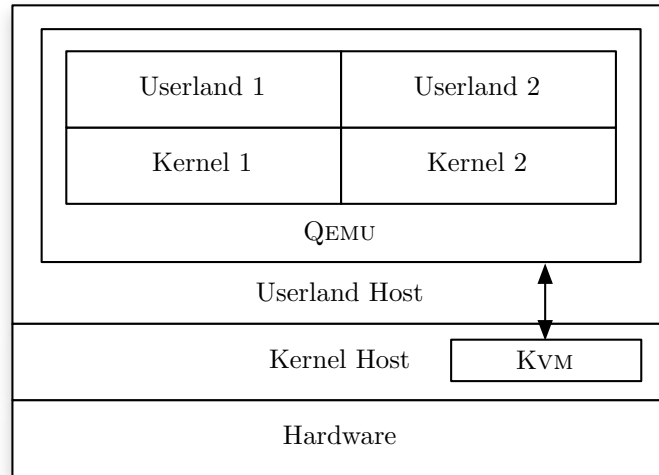 Userland 1
Userland 2
Kernel 1
Kernel 2
QEMU
Userland Host
Kernel Host
KVM
Hardware